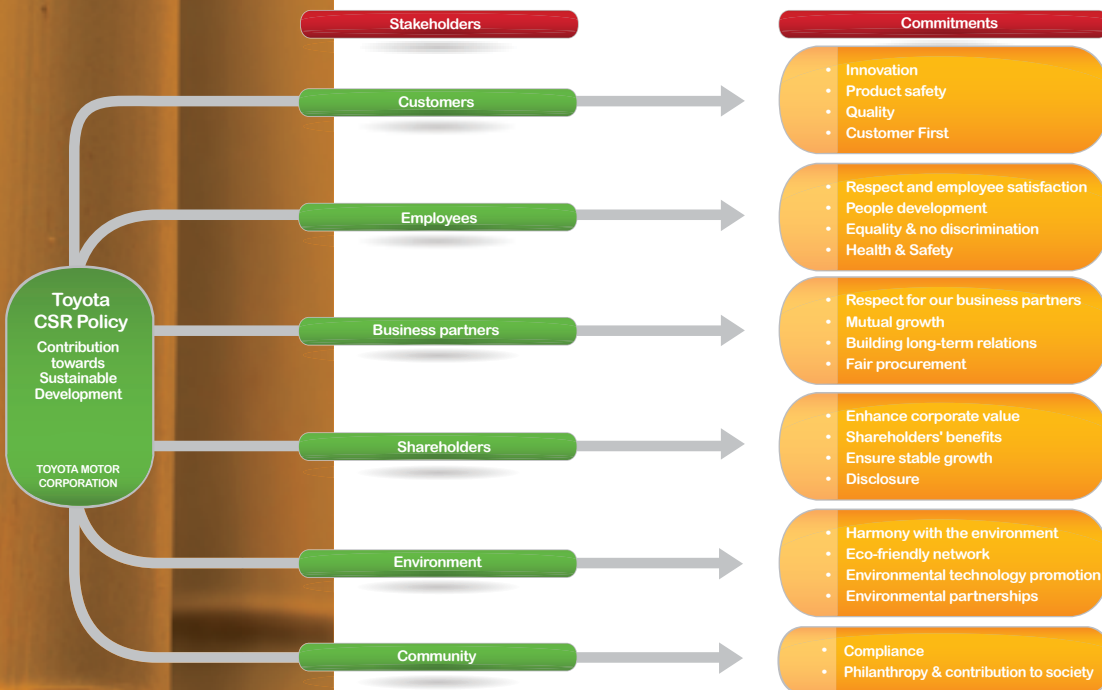 Stakeholders
Commitments
Toyota
CSR Policy
Contribution
towards
Sustainable
Development
TOYOTA MOTOR
CORPORATION
Customers
• Innovation
• Product safety
• Quality
• Customer First
Employees
• Respect and employee satisfaction
• People development
• Equality & no discrimination
• Health & Safety
Business partners
• Respect for our business partners
• Mutual growth
• Building long-term relations
• Fair procurement
Shareholders
• Enhance corporate value
• Shareholders' benefits
• Ensure stable growth
• Disclosure
Environment
• Harmony with the environment
• Eco-friendly network
• Environmental technology promotion
• Environmental partnerships
Community
• Compliance
• Philanthropy & contribution to society